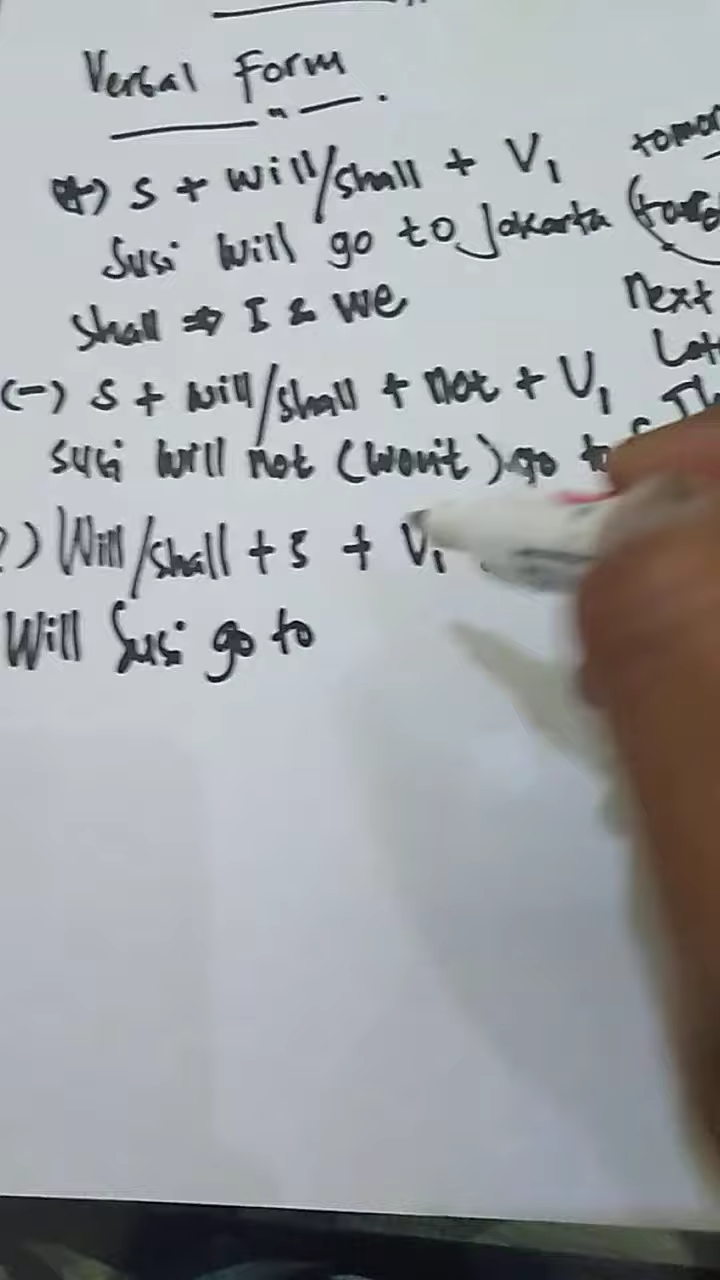 Verbal Form
(+) S + will/shall + V1
tomor
Susi will go to Jakarta
shall ⇒ I & We
Next
(-) S + will/shall + not + V1
Susi will not (won't) go to
?) Will/shall + S + V1
Will Susi go to